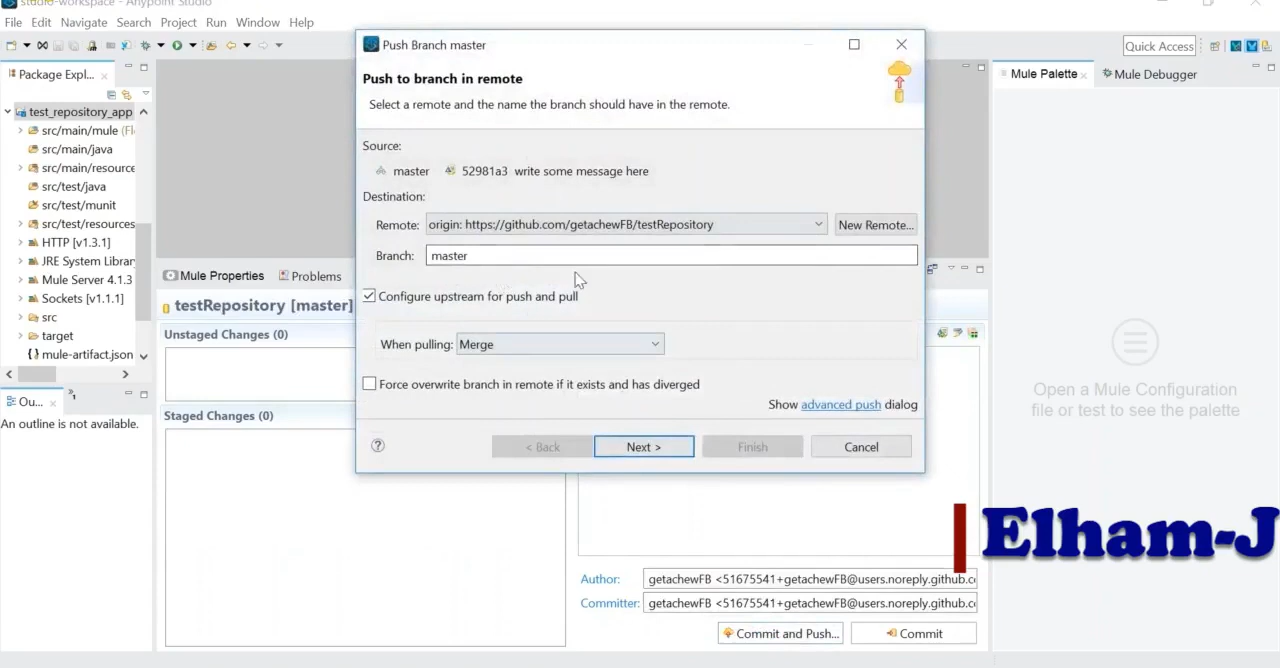 studio-workspace - Anypoint Studio
File Edit Navigate Search Project Run Window Help
Quick Access
Package Expl...
test_repository_app
src/main/mule (Fl
src/main/java
src/main/resource
src/test/java
src/test/munit
src/test/resources
HTTP [v1.3.1]
JRE System Librar
Mule Server 4.1.3
Sockets [v1.1.1]
src
target
mule-artifact.json
Ou...
An outline is not available.
Push Branch master
Push to branch in remote
Select a remote and the name the branch should have in the remote.
Source:
master 52981a3 write some message here
Destination:
Remote: origin: https://github.com/getachewFB/testRepository New Remote...
Branch: master
Configure upstream for push and pull
When pulling: Merge
Force overwrite branch in remote if it exists and has diverged
Show advanced push dialog
< Back Next > Finish Cancel
Mule Properties Problems
testRepository [master]
Unstaged Changes (0)
Staged Changes (0)
Author: getachewFB <51675541+getachewFB@users.noreply.github.c
Committer: getachewFB <51675541+getachewFB@users.noreply.github.c
Commit and Push... Commit
Mule Palette Mule Debugger
Open a Mule Configuration
file or test to see the palette
Elham-J